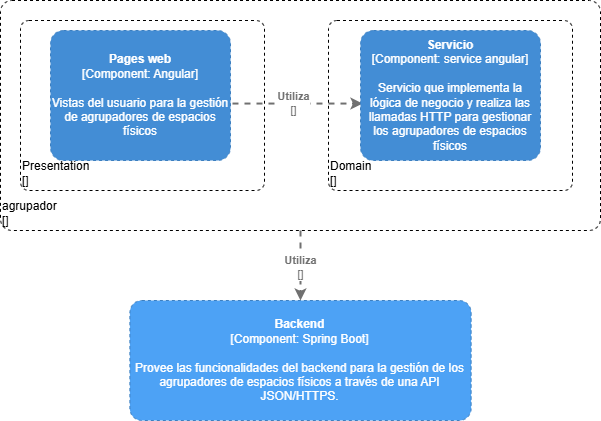 Pages web
[Component: Angular]
Vistas del usuario para la gestión
de agrupadores de espacios
físicos
Utiliza
[]
Servicio
[Component: service angular]
Servicio que implementa la
lógica de negocio y realiza las
llamadas HTTP para gestionar
los agrupadores de espacios
físicos
Presentation
[]
Domain
[]
agrupador
[]
Utiliza
[]
Backend
[Component: Spring Boot]
Provee las funcionalidades del backend para la gestión de los
agrupadores de espacios físicos a través de una API
JSON/HTTPS.